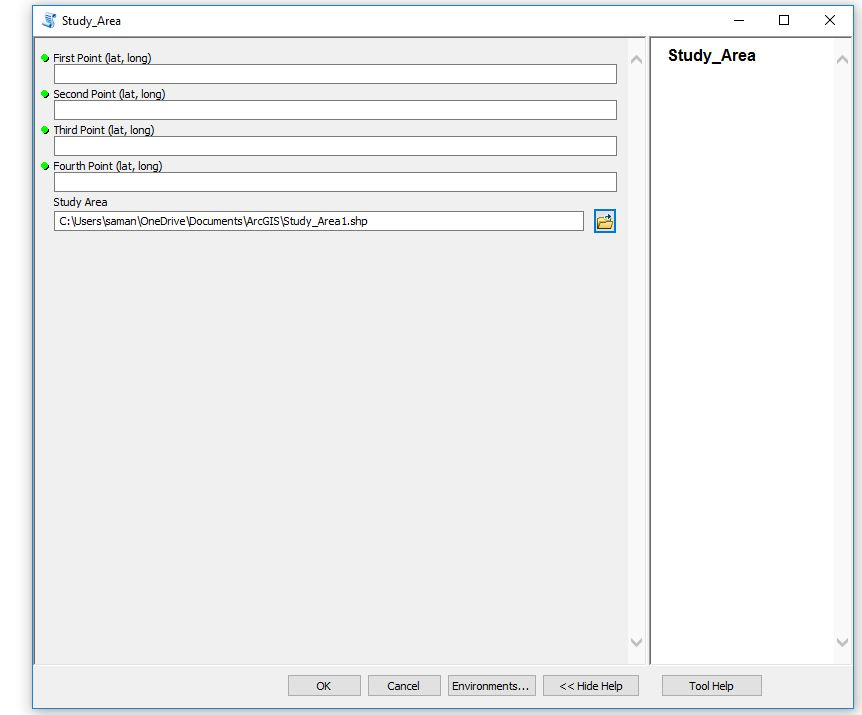 Study_Area
First Point (lat, long)
Second Point (lat, long)
Third Point (lat, long)
Fourth Point (lat, long)
Study Area
C:\Users\saman\OneDrive\Documents\ArcGIS\Study_Area1.shp
Study_Area
OK
Cancel
Environments...
<< Hide Help
Tool Help